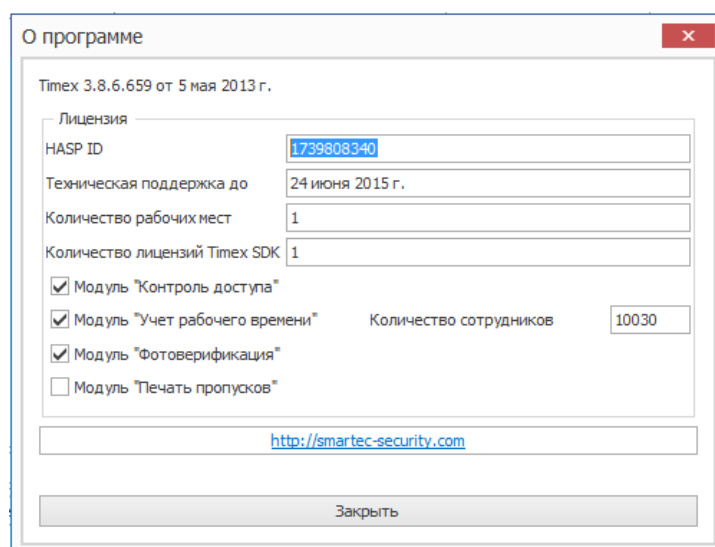 О программе
Timex 3.8.6.659 от 5 мая 2013 г.
Лицензия
HASP ID 1739808340
Техническая поддержка до 24 июня 2015 г.
Количество рабочих мест 1
Количество лицензий Timex SDK 1
Модуль "Контроль доступа"
Модуль "Учет рабочего времени" Количество сотрудников 10030
Модуль "Фотоверификация"
Модуль "Печать пропусков"
http://smartec-security.com
Закрыть